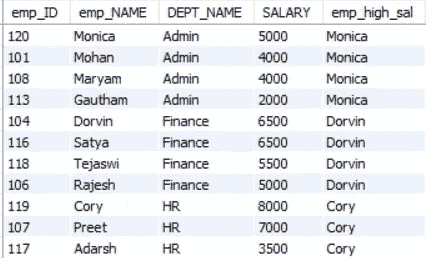 emp_ID emp_NAME DEPT_NAME SALARY emp_high_sal
120 Monica Admin 5000 Monica
101 Mohan Admin 4000 Monica
108 Maryam Admin 4000 Monica
113 Gautham Admin 2000 Monica
104 Dorvin Finance 6500 Dorvin
116 Satya Finance 6500 Dorvin
118 Tejaswi Finance 5500 Dorvin
106 Rajesh Finance 5000 Dorvin
119 Cory HR 8000 Cory
107 Preet HR 7000 Cory
117 Adarsh HR 3500 Cory